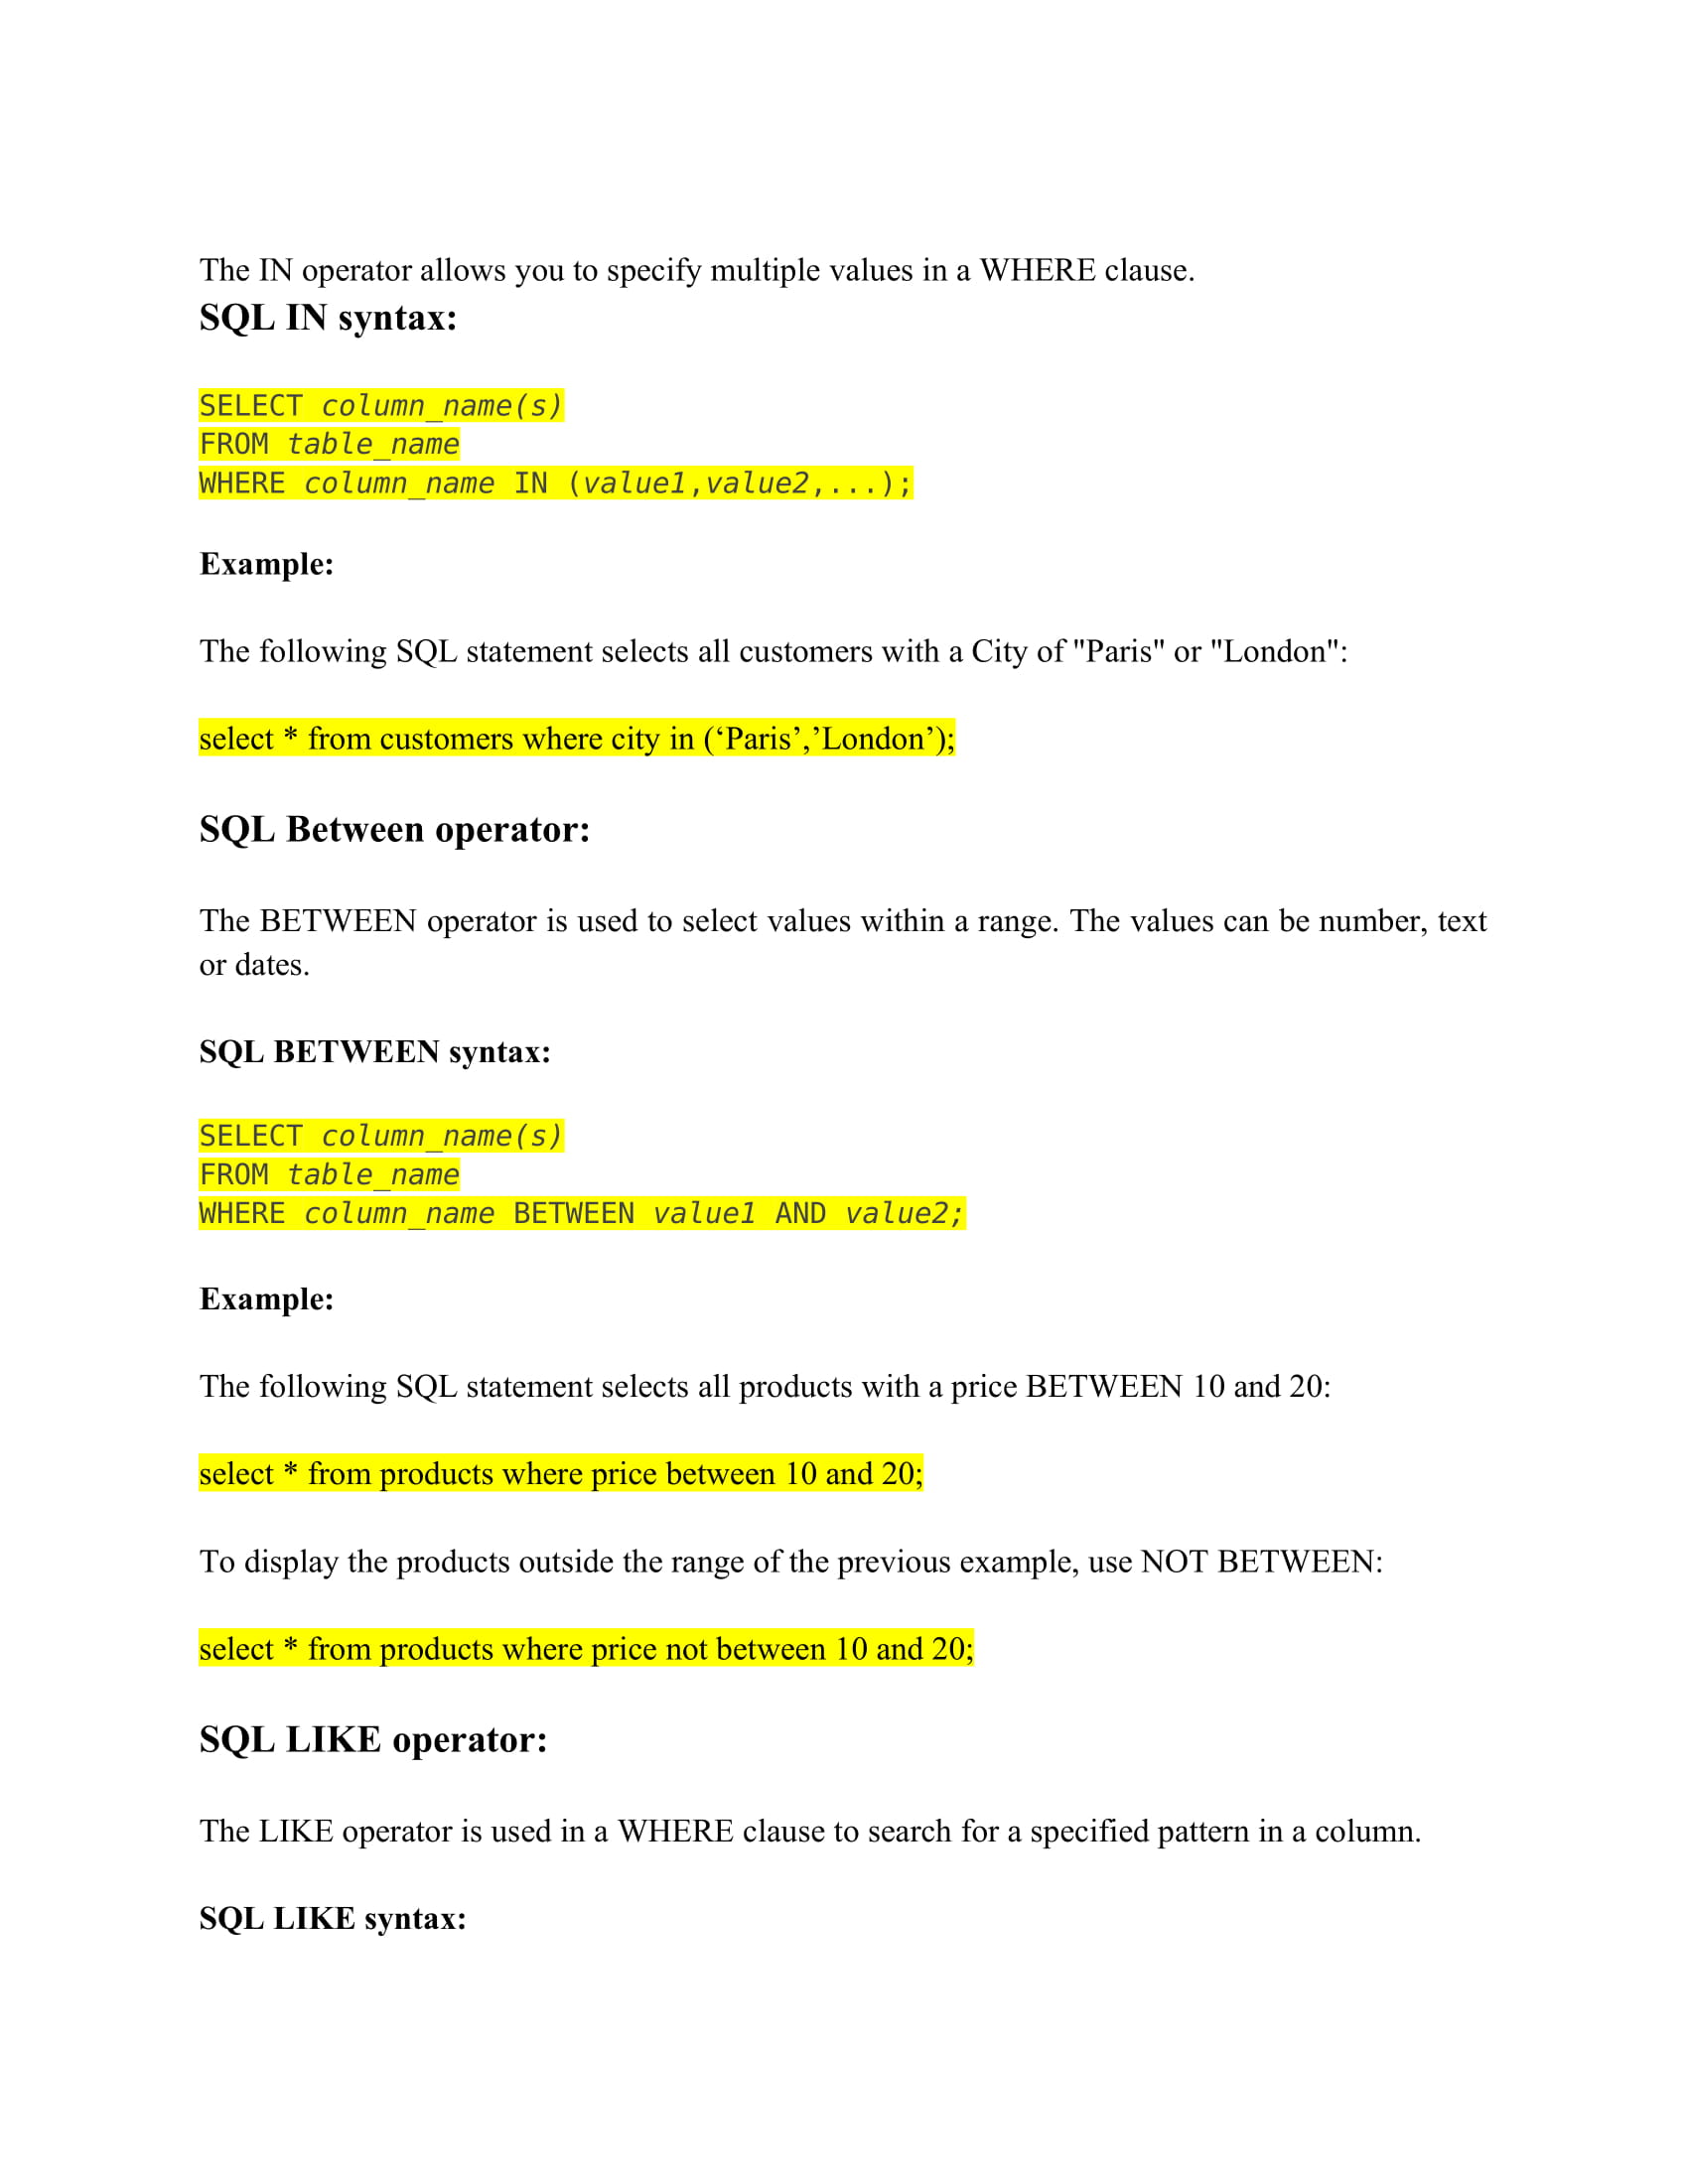 The IN operator allows you to specify multiple values in a WHERE clause.
SQL IN syntax:
SELECT column_name(s)
FROM table_name
WHERE column_name IN (value1,value2,...);
Example:
The following SQL statement selects all customers with a City of "Paris" or "London":
select * from customers where city in (‘Paris’,’London’);
SQL Between operator:
The BETWEEN operator is used to select values within a range. The values can be number, text
or dates.
SQL BETWEEN syntax:
SELECT column_name(s)
FROM table_name
WHERE column_name BETWEEN value1 AND value2;
Example:
The following SQL statement selects all products with a price BETWEEN 10 and 20:
select * from products where price between 10 and 20;
To display the products outside the range of the previous example, use NOT BETWEEN:
select * from products where price not between 10 and 20;
SQL LIKE operator:
The LIKE operator is used in a WHERE clause to search for a specified pattern in a column.
SQL LIKE syntax: